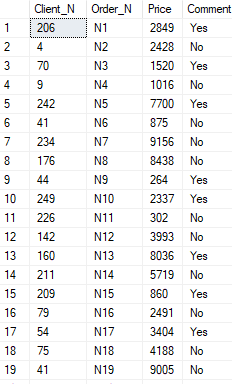 Client_N Order_N Price Comment
1 206 N1 2849 Yes
2 4 N2 2428 No
3 70 N3 1520 Yes
4 9 N4 1016 No
5 242 N5 7700 Yes
6 41 N6 875 No
7 234 N7 9156 No
8 176 N8 8438 No
9 44 N9 264 Yes
10 249 N10 2337 Yes
11 226 N11 302 No
12 142 N12 3993 No
13 160 N13 8036 Yes
14 211 N14 5719 No
15 209 N15 860 Yes
16 79 N16 2491 No
17 54 N17 3404 Yes
18 75 N18 4188 No
19 41 N19 9005 No